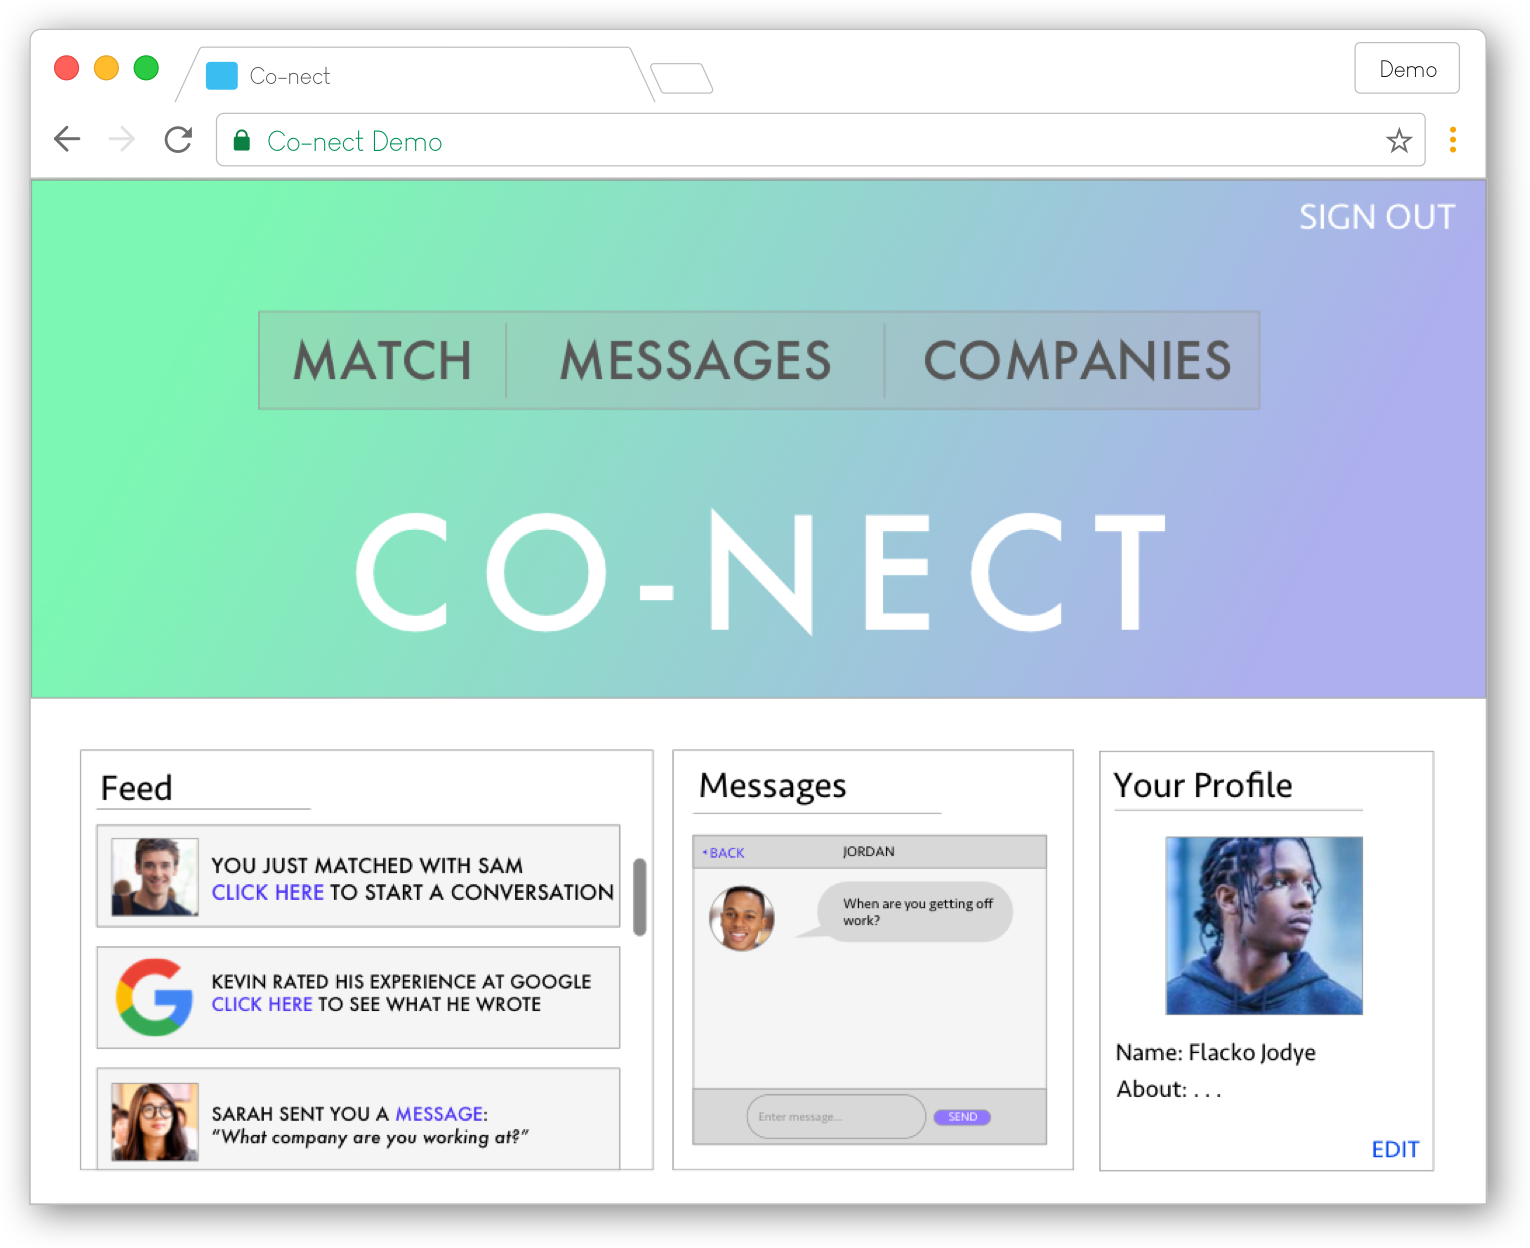 Co-nect
Demo
Co-nect Demo
SIGN OUT
MATCH
MESSAGES
COMPANIES
CO-NECT
Feed
YOU JUST MATCHED WITH SAM
CLICK HERE TO START A CONVERSATION
KEVIN RATED HIS EXPERIENCE AT GOOGLE
CLICK HERE TO SEE WHAT HE WROTE
SARAH SENT YOU A MESSAGE:
“What company are you working at?”
Messages
BACK
JORDAN
When are you getting off
work?
Enter message...
SEND
Your Profile
Name: Flacko Jodye
About: . . .
EDIT